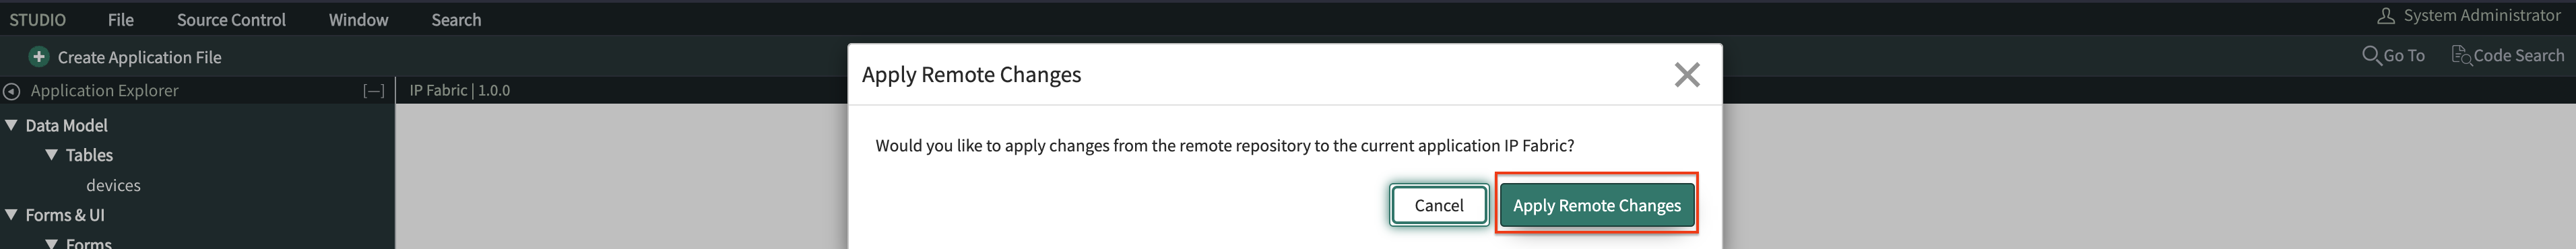 STUDIO File Source Control Window Search System Administrator
Create Application File Go To Code Search
Application Explorer [—] IP Fabric | 1.0.0
Apply Remote Changes
Data Model
Would you like to apply changes from the remote repository to the current application IP Fabric?
Tables
devices
Cancel Apply Remote Changes
Forms & UI
Forms